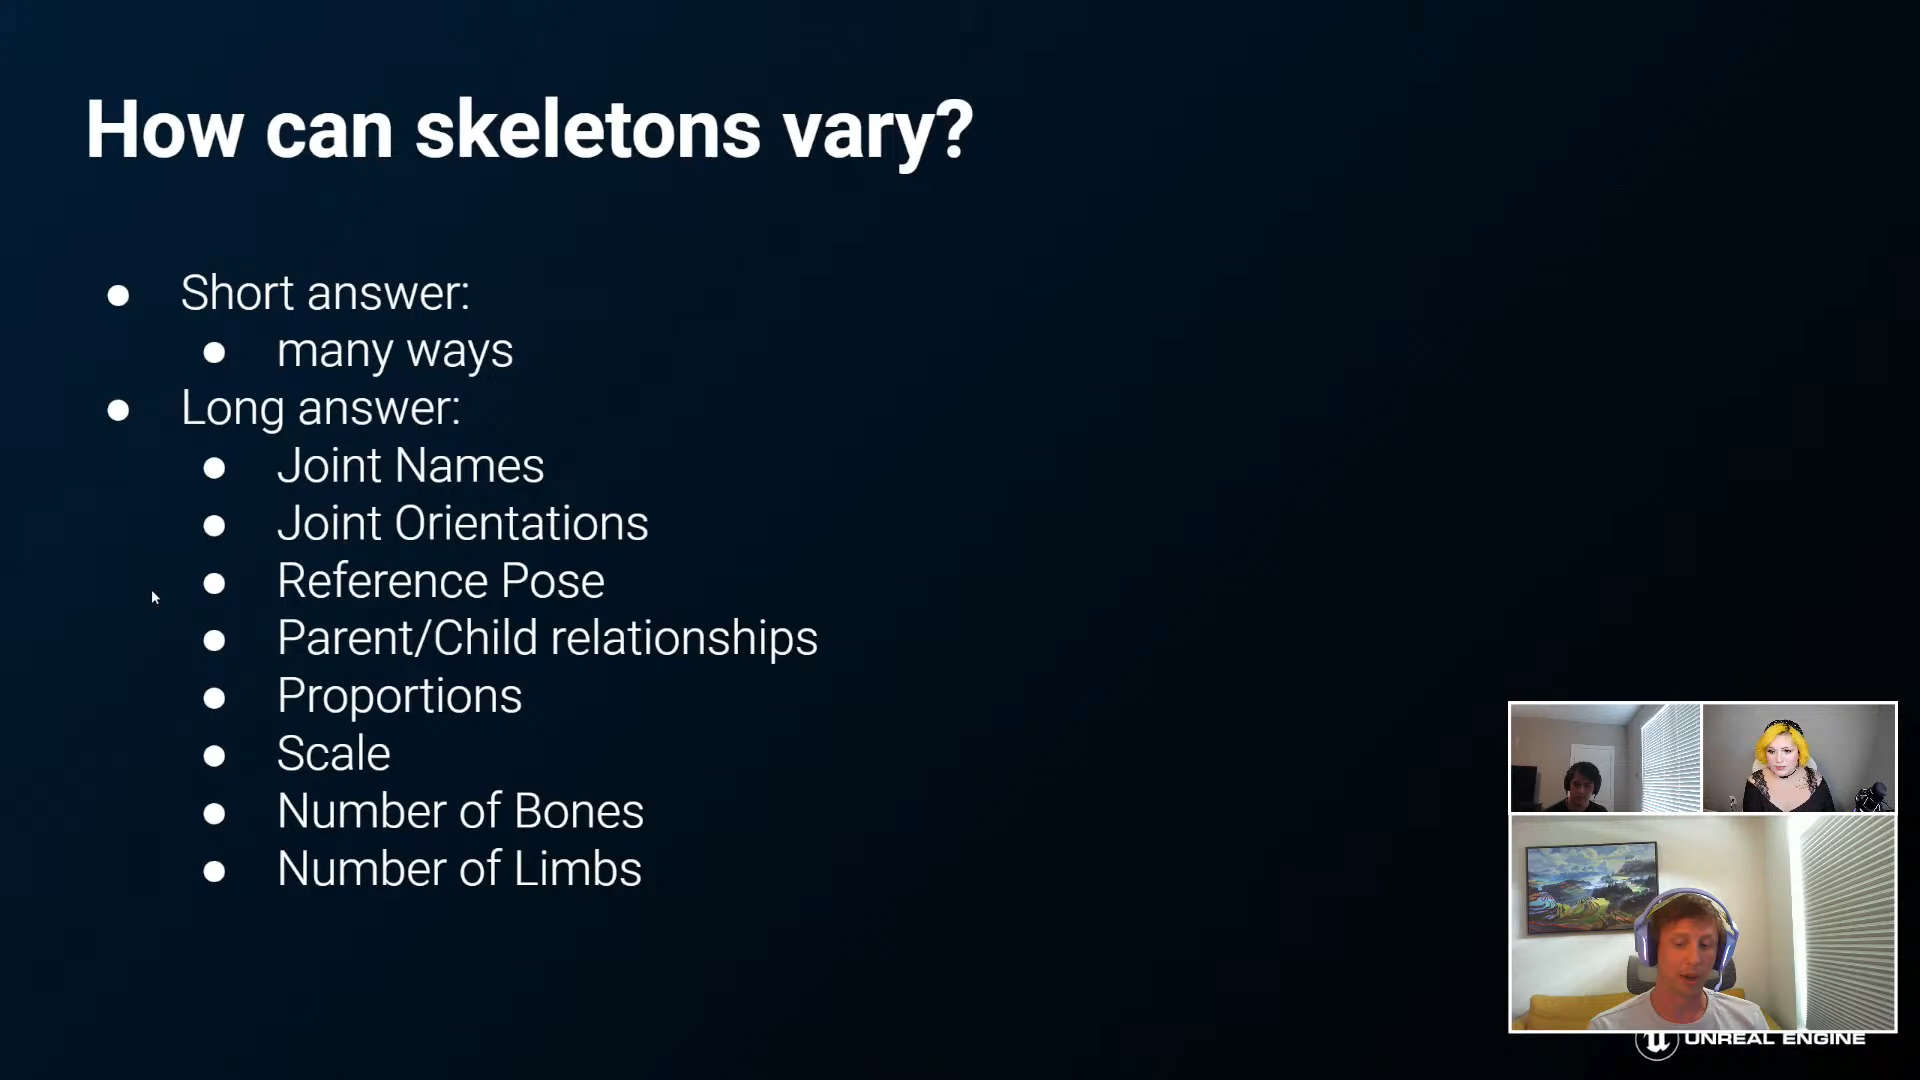 How can skeletons vary?
Short answer:
many ways
Long answer:
Joint Names
Joint Orientations
Reference Pose
Parent/Child relationships
Proportions
Scale
Number of Bones
Number of Limbs
UNREAL ENGINE